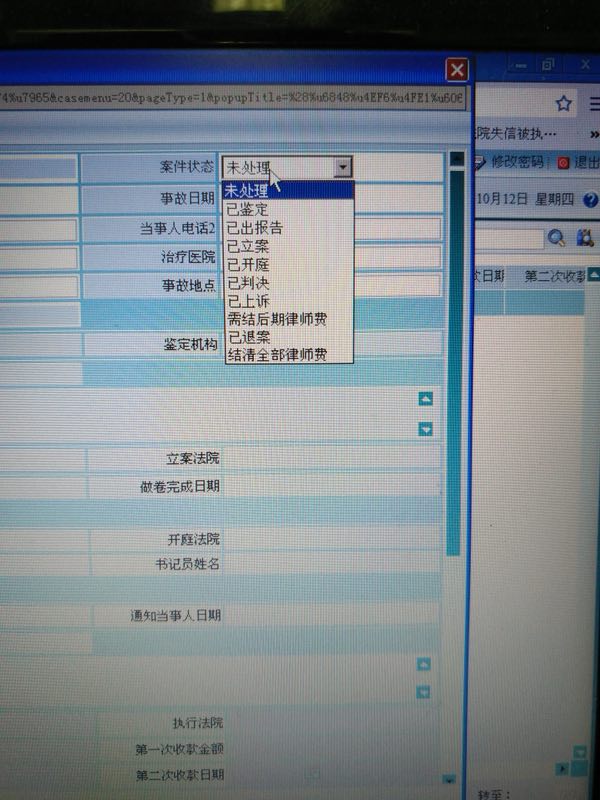 74%u7965&casemenu=20&pageType=1&popupTitle=%28%u6848%u4EF6%u4FE1%u606
院失信被执…
»
案件状态 未处理
修改密码 退出
事故日期 未处理
10月12日 星期四
已鉴定
当事人电话2 已出报告
已立案
治疗医院 已开庭
次日期 第二次收款
事故地点 已判决
已上诉
需结后期律师费
鉴定机构 已退案
结清全部律师费
立案法院
做卷完成日期
开庭法院
书记员姓名
通知当事人日期
执行法院
第一次收款金额
第二次收款日期
转至：